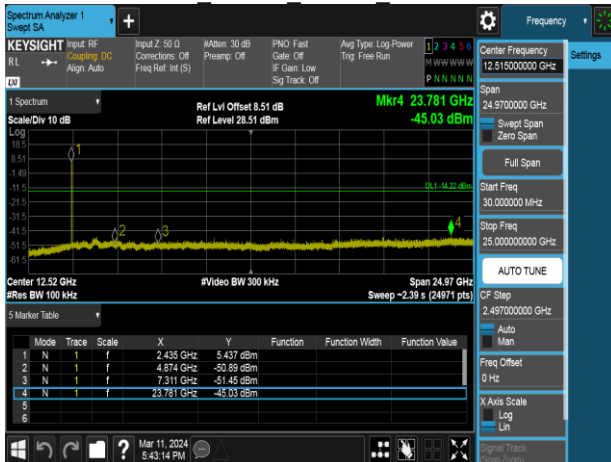 Spectrum Analyzer 1
Swept SA
+
Frequency
KEYSIGHT
RL
LXI
Input: RF
Coupling: DC
Align: Auto
Input Z: 50 Ω
Corrections: Off
Freq Ref: Int (S)
#Atten: 30 dB
Preamp: Off
PNO: Fast
Gate: Off
IF Gain: Low
Sig Track: Off
Avg Type: Log-Power
Trig: Free Run
1 2 3 4 5 6
M W W W W W
P N N N N N
1 Spectrum
Scale/Div 10 dB
Ref Lvl Offset 8.51 dB
Ref Level 28.51 dBm
Mkr4 23.781 GHz
-45.03 dBm
Log
18.5
8.51
-1.49
-11.5
-21.5
-31.5
-41.5
-51.5
-61.5
1
2
3
4
DL1 -14.22 dBm
Center 12.52 GHz
#Res BW 100 kHz
#Video BW 300 kHz
Span 24.97 GHz
Sweep ~2.39 s (24971 pts)
5 Marker Table
Mode Trace Scale X Y Function Function Width Function Value
1 N 1 f 2.435 GHz 5.437 dBm
2 N 1 f 4.874 GHz -50.89 dBm
3 N 1 f 7.311 GHz -51.45 dBm
4 N 1 f 23.781 GHz -45.03 dBm
5
6
?
Mar 11, 2024
5:43:14 PM
Center Frequency
12.515000000 GHz
Span
24.9700000 GHz
Swept Span
Zero Span
Full Span
Start Freq
30.000000 MHz
Stop Freq
25.000000000 GHz
AUTO TUNE
CF Step
2.497000000 GHz
Auto
Man
Freq Offset
0 Hz
X Axis Scale
Log
Lin
Signal Track
(Span Zoom)
Settings